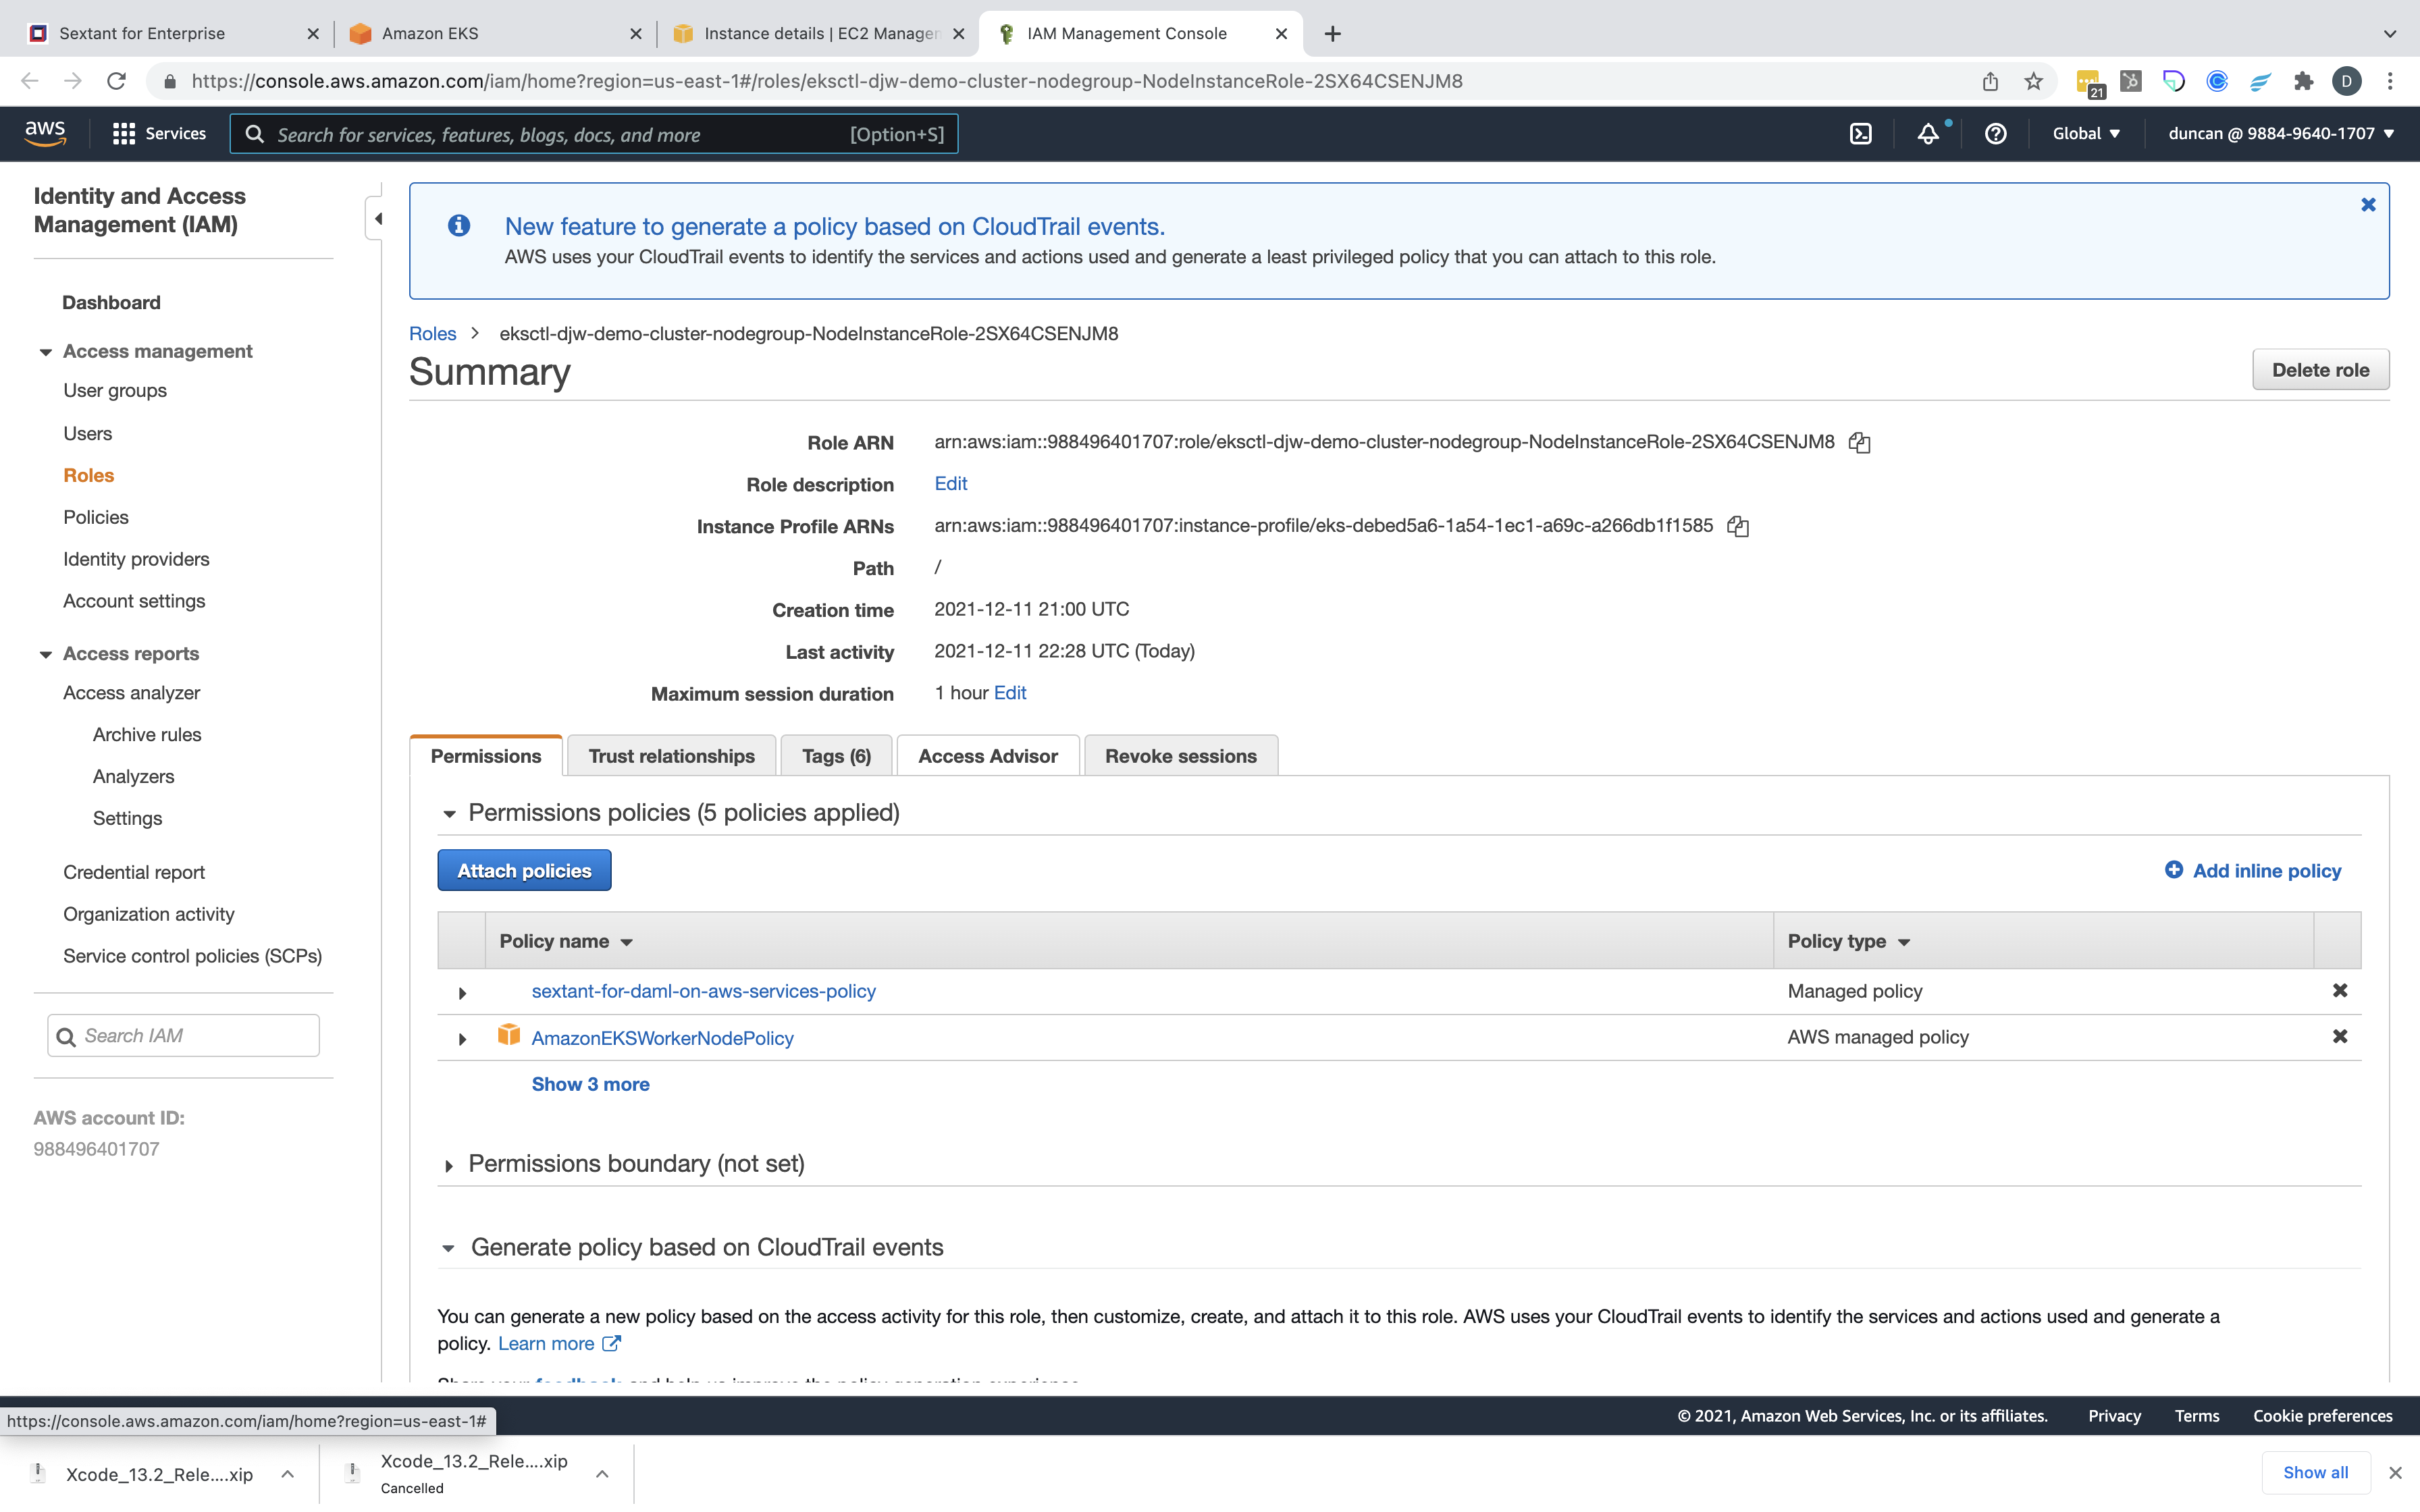 Sextant for Enterprise
Amazon EKS
Instance details | EC2 Manager
IAM Management Console
https://console.aws.amazon.com/iam/home?region=us-east-1#/roles/eksctl-djw-demo-cluster-nodegroup-NodeInstanceRole-2SX64CSENJM8
21
D
aws
Services
Search for services, features, blogs, docs, and more
[Option+S]
Global
duncan @ 9884-9640-1707
Identity and Access
Management (IAM)
Dashboard
Access management
User groups
Users
Roles
Policies
Identity providers
Account settings
Access reports
Access analyzer
Archive rules
Analyzers
Settings
Credential report
Organization activity
Service control policies (SCPs)
Search IAM
AWS account ID:
988496401707
New feature to generate a policy based on CloudTrail events.
AWS uses your CloudTrail events to identify the services and actions used and generate a least privileged policy that you can attach to this role.
Roles > eksctl-djw-demo-cluster-nodegroup-NodeInstanceRole-2SX64CSENJM8
Summary
Delete role
Role ARN arn:aws:iam::988496401707:role/eksctl-djw-demo-cluster-nodegroup-NodeInstanceRole-2SX64CSENJM8
Role description Edit
Instance Profile ARNs arn:aws:iam::988496401707:instance-profile/eks-debed5a6-1a54-1ec1-a69c-a266db1f1585
Path /
Creation time 2021-12-11 21:00 UTC
Last activity 2021-12-11 22:28 UTC (Today)
Maximum session duration 1 hour Edit
Permissions
Trust relationships
Tags (6)
Access Advisor
Revoke sessions
Permissions policies (5 policies applied)
Attach policies
Add inline policy
Policy name
Policy type
sextant-for-daml-on-aws-services-policy
Managed policy
AmazonEKSWorkerNodePolicy
AWS managed policy
Show 3 more
Permissions boundary (not set)
Generate policy based on CloudTrail events
You can generate a new policy based on the access activity for this role, then customize, create, and attach it to this role. AWS uses your CloudTrail events to identify the services and actions used and generate a
policy. Learn more
Share your feedback and help us improve the policy generation experience.
https://console.aws.amazon.com/iam/home?region=us-east-1#
© 2021, Amazon Web Services, Inc. or its affiliates.
Privacy
Terms
Cookie preferences
Xcode_13.2_Rele....xip
Xcode_13.2_Rele....xip
Cancelled
Show all